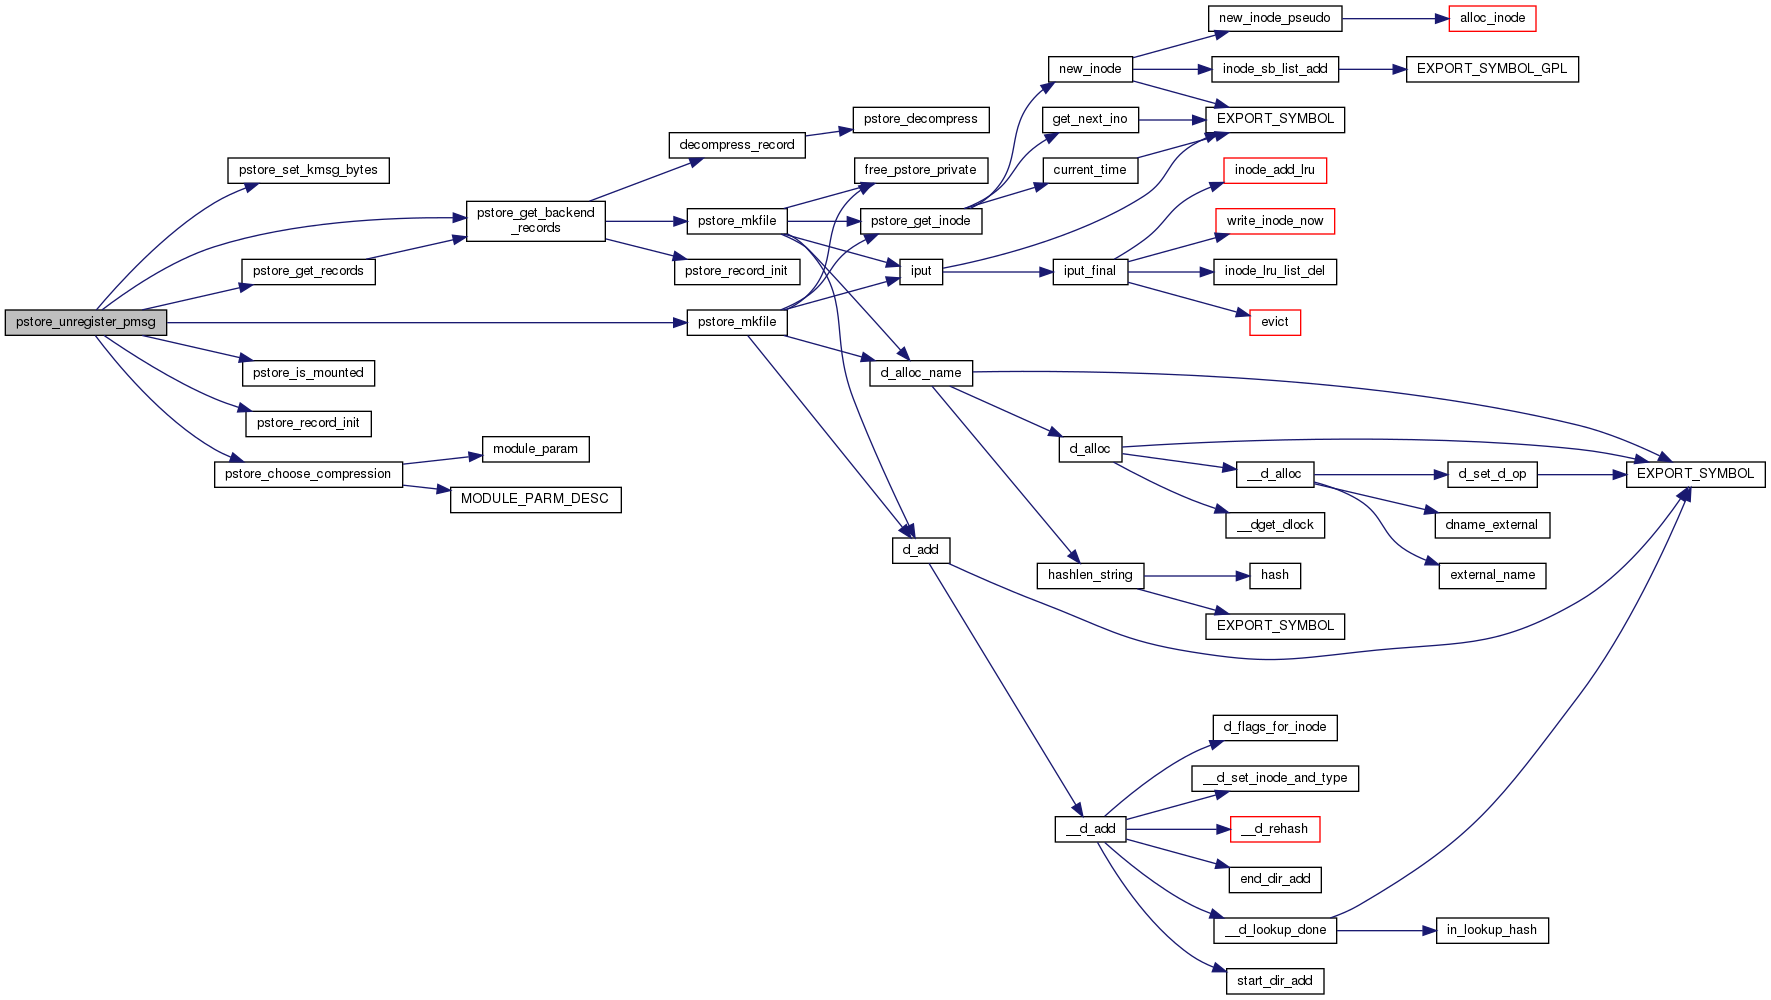 new_inode_pseudo
alloc_inode
new_inode
inode_sb_list_add
EXPORT_SYMBOL_GPL
pstore_decompress
get_next_ino
EXPORT_SYMBOL
decompress_record
pstore_set_kmsg_bytes
free_pstore_private
current_time
inode_add_lru
pstore_get_backend
_records
pstore_mkfile
pstore_get_inode
write_inode_now
pstore_get_records
pstore_record_init
iput
iput_final
inode_lru_list_del
pstore_unregister_pmsg
pstore_mkfile
evict
pstore_is_mounted
d_alloc_name
pstore_record_init
module_param
d_alloc
pstore_choose_compression
__d_alloc
d_set_d_op
EXPORT_SYMBOL
MODULE_PARM_DESC
__dget_dlock
dname_external
d_add
hashlen_string
hash
external_name
EXPORT_SYMBOL
d_flags_for_inode
__d_set_inode_and_type
__d_add
__d_rehash
end_dir_add
__d_lookup_done
in_lookup_hash
start_dir_add